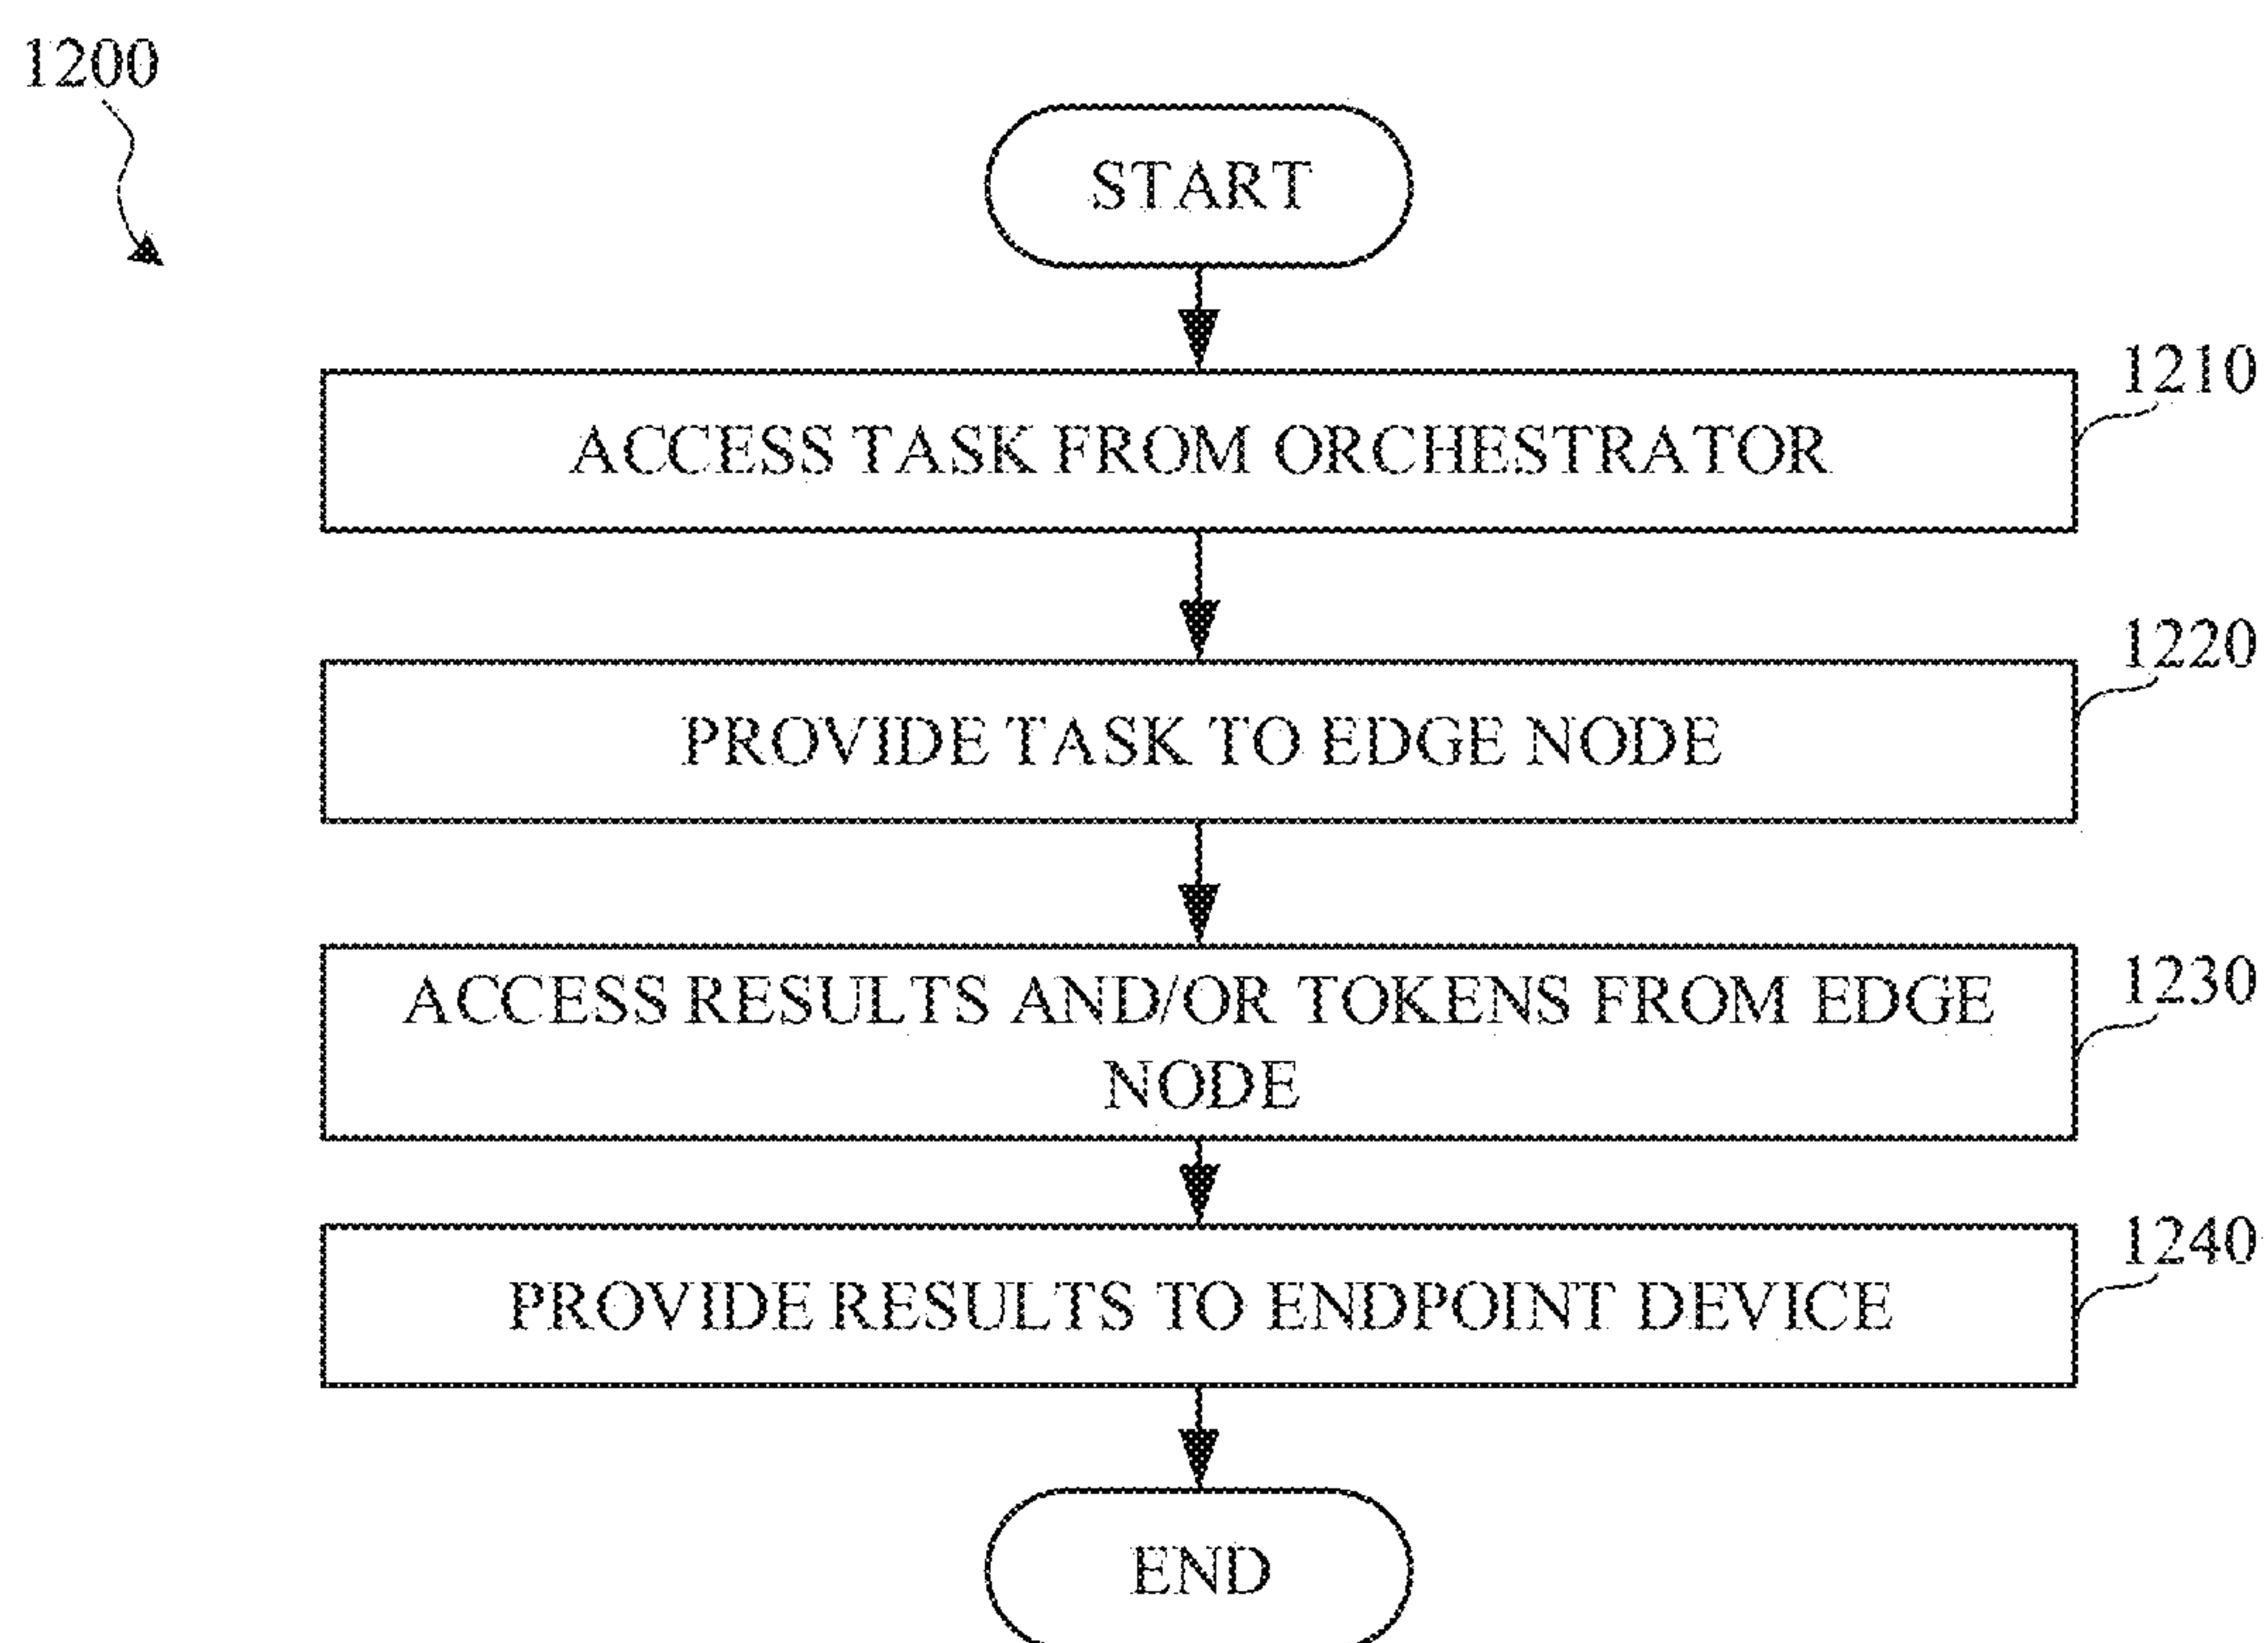 1200
START
1210
ACCESS TASK FROM ORCHESTRATOR
1220
PROVIDE TASK TO EDGE NODE
1230
ACCESS RESULTS AND/OR TOKENS FROM EDGE
NODE
1240
PROVIDE RESULTS TO ENDPOINT DEVICE
END